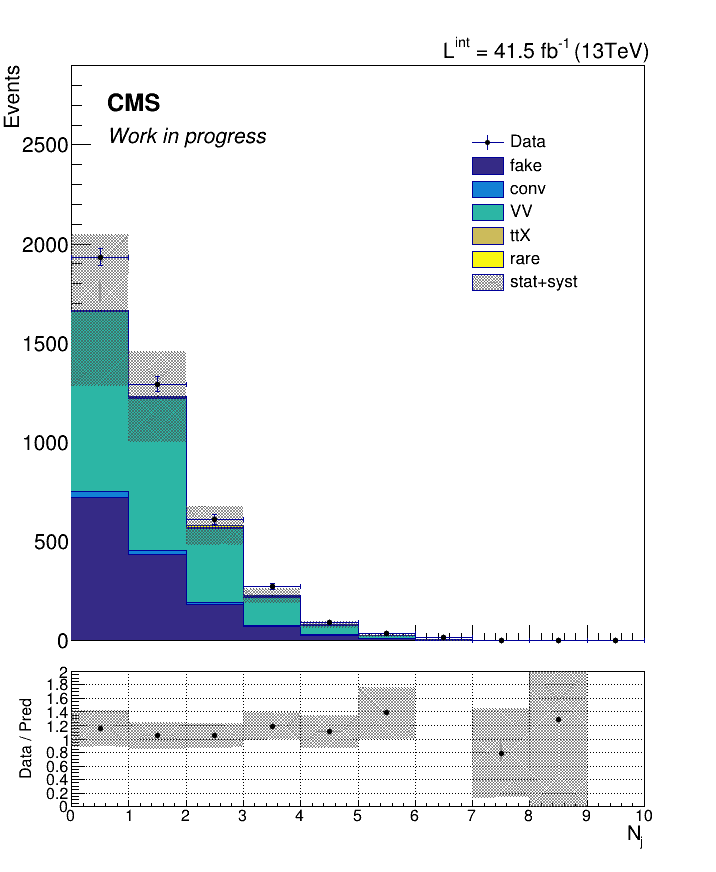 L^int = 41.5 fb^-1 (13TeV)
Events
CMS
Work in progress
2500
2000
1500
1000
500
0
Data
fake
conv
VV
ttX
rare
stat+syst
Data / Pred
2
1.8
1.6
1.4
1.2
1
0.8
0.6
0.4
0.2
0
0 1 2 3 4 5 6 7 8 9 10
N_j